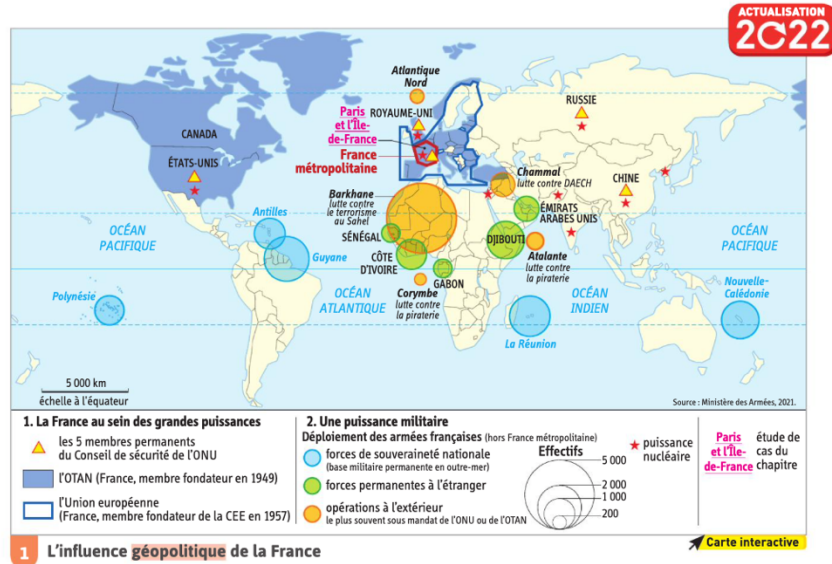 ACTUALISATION
2022
Atlantique
Nord
ROYAUME-UNI
RUSSIE
Paris
et l'Île-
de-France
CANADA
ÉTATS-UNIS
France
métropolitaine
Chammal
lutte contre DAECH
CHINE
Barkhane
lutte contre
le terrorisme
au Sahel
ÉMIRATS
ARABES UNIS
Antilles
OCÉAN
PACIFIQUE
SÉNÉGAL
DJIBOUTI
OCÉAN
PACIFIQUE
Guyane
CÔTE
D'IVOIRE
Atalante
lutte contre
la piraterie
GABON
Polynésie
OCÉAN
ATLANTIQUE
Corymbe
lutte contre
la piraterie
OCÉAN
INDIEN
Nouvelle-
Calédonie
La Réunion
5 000 km
échelle à l'équateur
Source : Ministère des Armées, 2021.
1. La France au sein des grandes puissances
les 5 membres permanents
du Conseil de sécurité de l'ONU
l'OTAN (France, membre fondateur en 1949)
l'Union européenne
(France, membre fondateur de la CEE en 1957)
2. Une puissance militaire
Déploiement des armées françaises (hors France métropolitaine)
forces de souveraineté nationale
(base militaire permanente en outre-mer)
forces permanentes à l'étranger
opérations à l'extérieur
le plus souvent sous mandat de l'ONU ou de l'OTAN
Effectifs
5 000
2 000
1 000
200
puissance
nucléaire
Paris
et l'Île-
de-France
étude de
cas du
chapitre
Carte interactive
1 L'influence géopolitique de la France